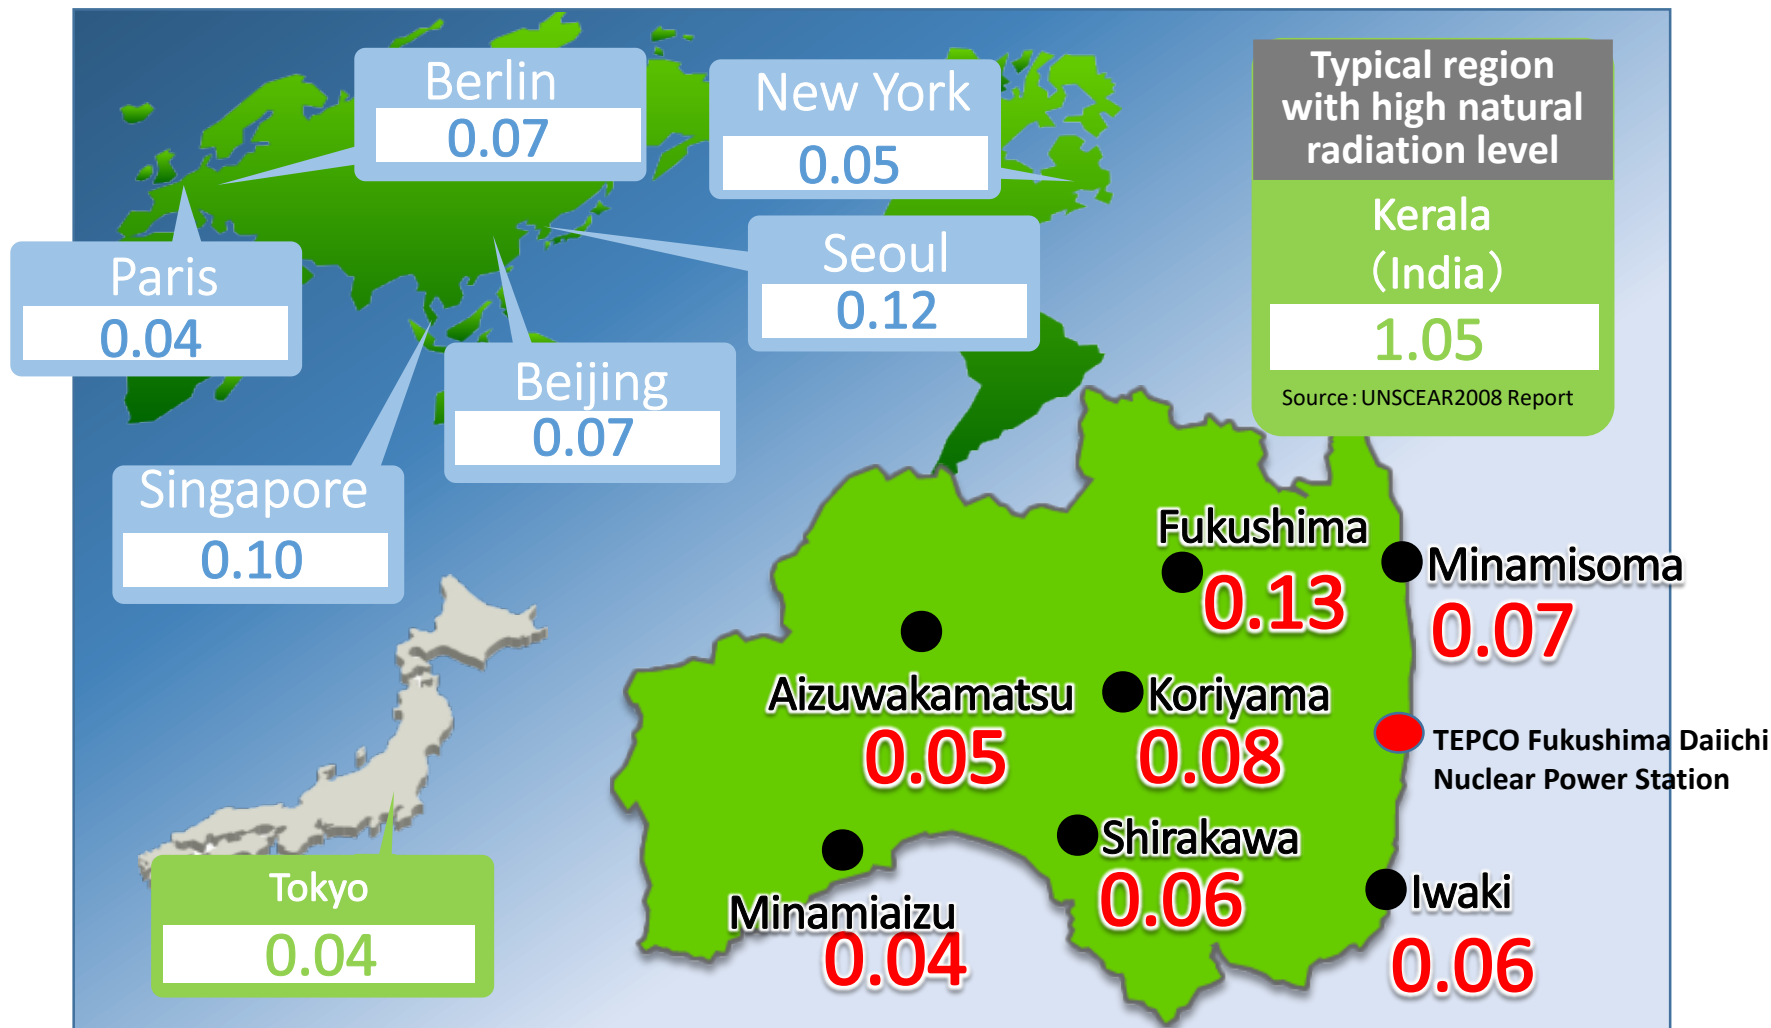 Berlin
0.07
New York
0.05
Typical region
with high natural
radiation level
Kerala
（India）
1.05
Source : UNSCEAR2008 Report
Paris
0.04
Seoul
0.12
Beijing
0.07
Singapore
0.10
Fukushima
0.13
Minamisoma
0.07
Aizuwakamatsu
0.05
Koriyama
0.08
TEPCO Fukushima Daiichi
Nuclear Power Station
Shirakawa
0.06
Minamiaizu
0.04
Iwaki
0.06
Tokyo
0.04